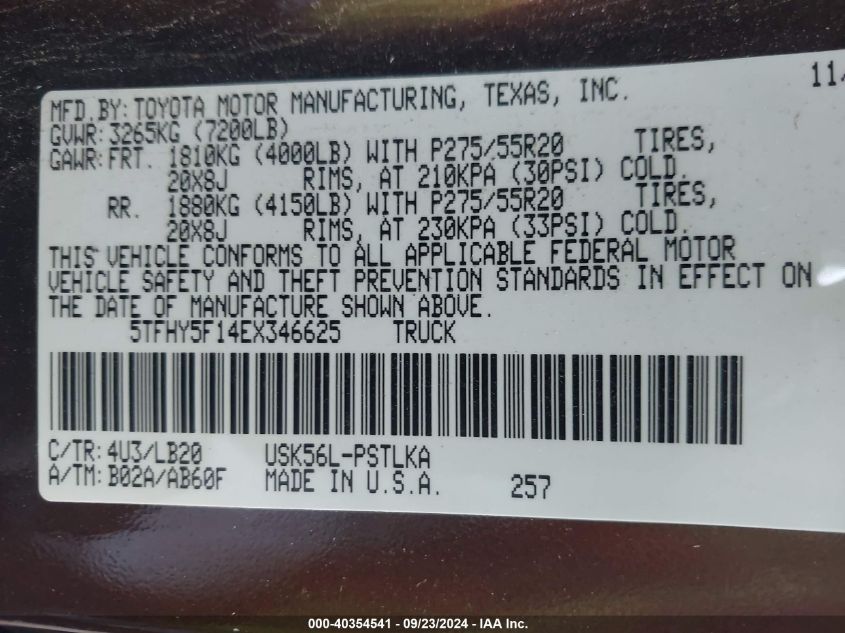 MFD.BY: TOYOTA MOTOR MANUFACTURING, TEXAS, INC. 11
GVWR: 3265KG (7200LB)
GAWR: FRT. 1810KG (4000LB) WITH P275/55R20 TIRES,
20X8J RIMS, AT 210KPA (30PSI) COLD.
RR. 1880KG (4150LB) WITH P275/55R20 TIRES,
20X8J RIMS, AT 230KPA (33PSI) COLD.
THIS VEHICLE CONFORMS TO ALL APPLICABLE FEDERAL MOTOR
VEHICLE SAFETY AND THEFT PREVENTION STANDARDS IN EFFECT ON
THE DATE OF MANUFACTURE SHOWN ABOVE.
5TFHY5F14EX346625 TRUCK
C/TR: 4U3/LB20 USK56L-PSTLKA
A/TM: B02A/AB60F MADE IN U.S.A. 257
000-40354541 - 09/23/2024 - IAA Inc.